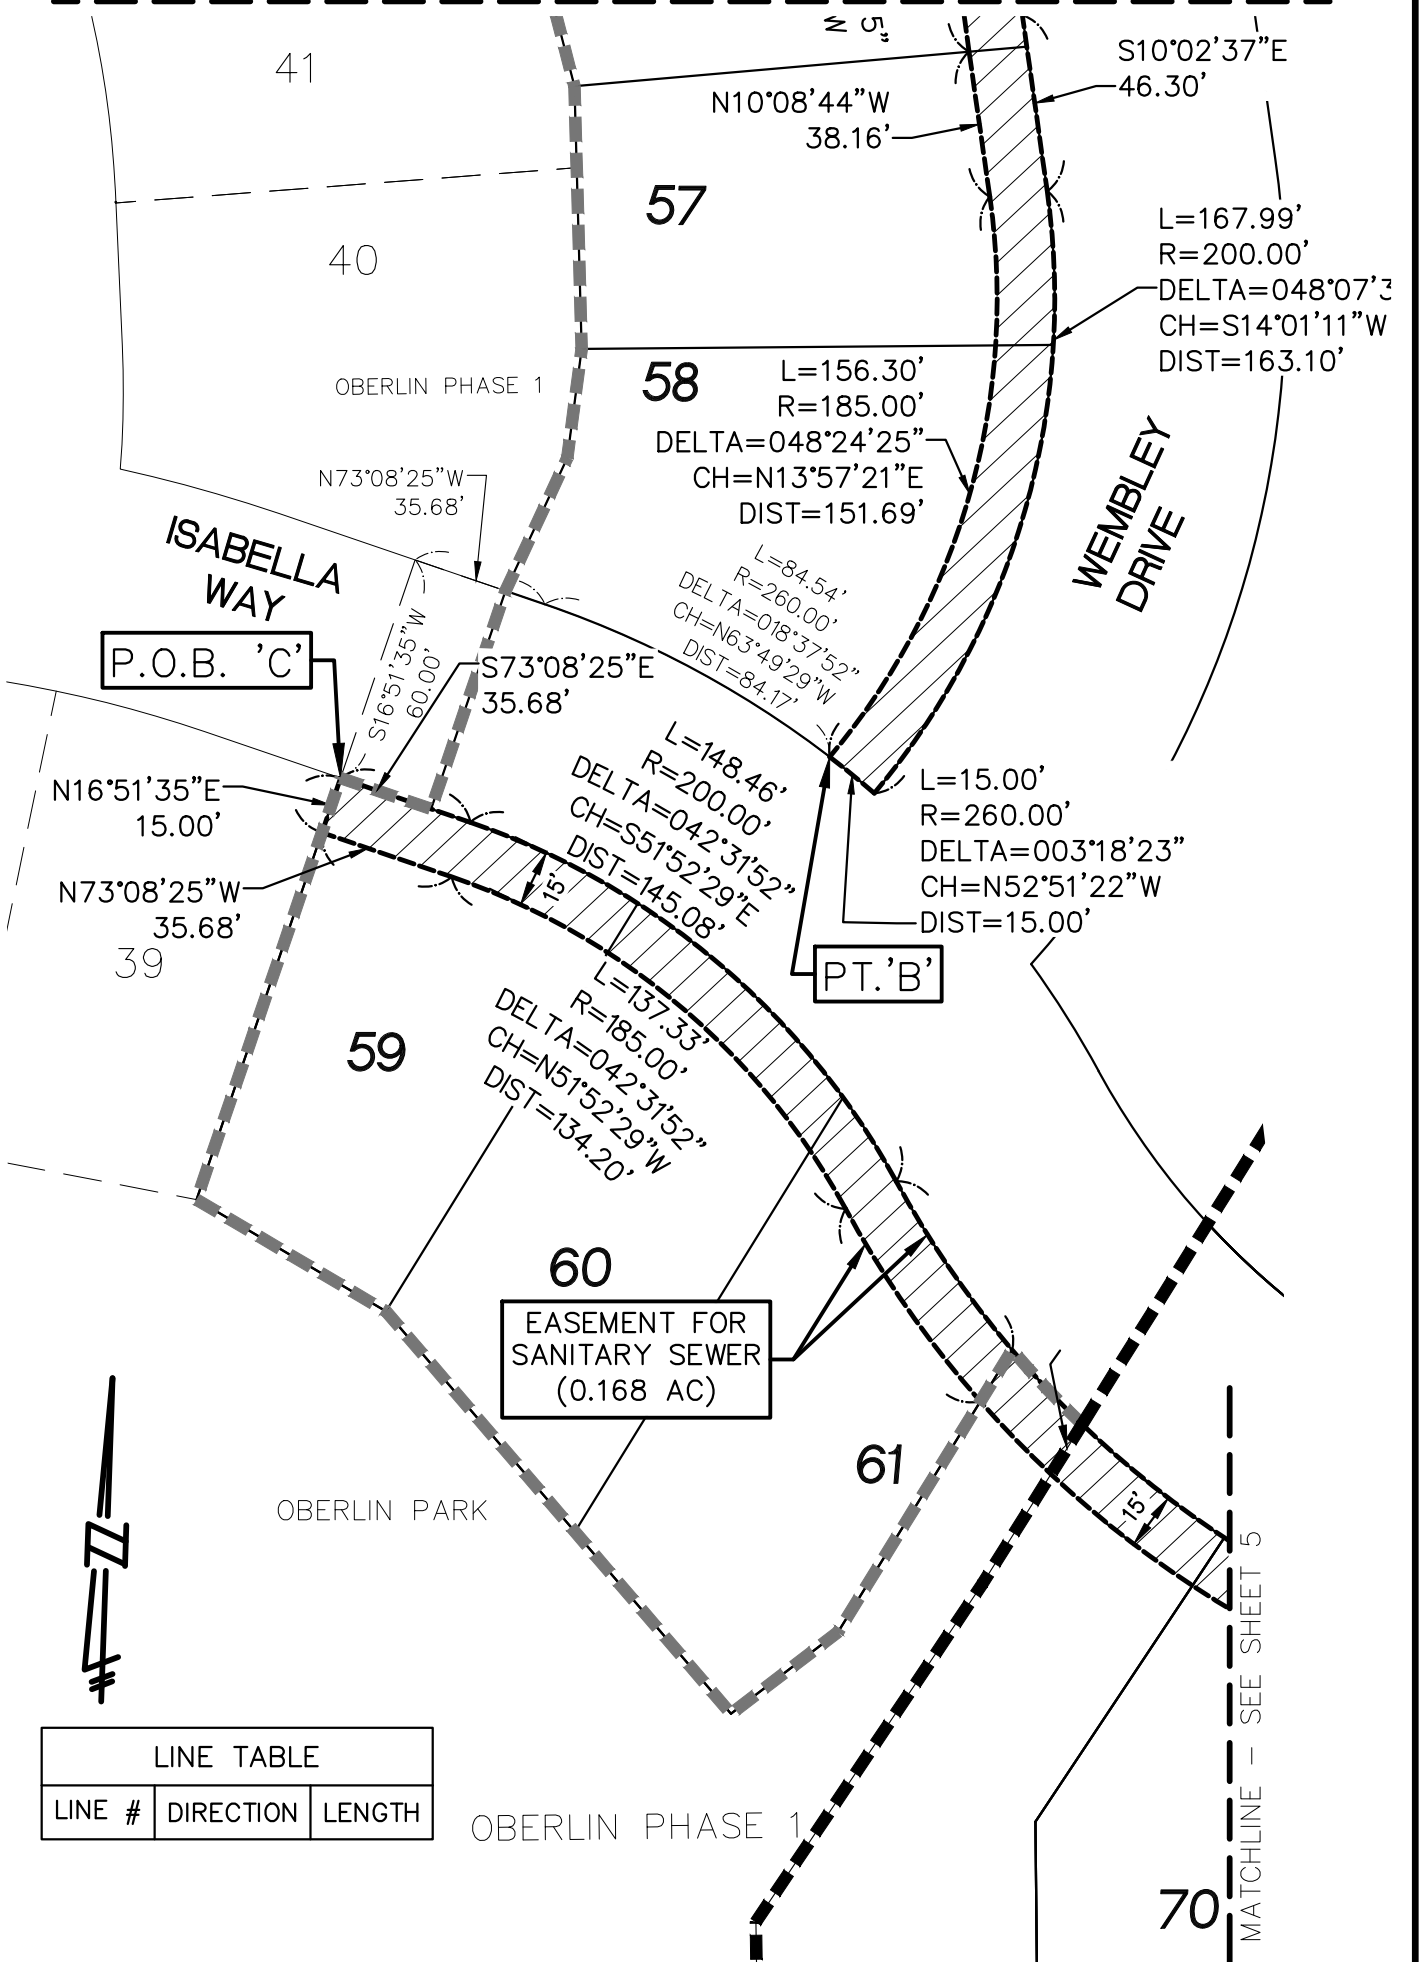 5"
W
S10°02'37"E
46.30'
41
N10°08'44"W
38.16'
57
L=167.99'
R=200.00'
DELTA=048°07'3
CH=S14°01'11"W
DIST=163.10'
40
OBERLIN PHASE 1
58
L=156.30'
R=185.00'
DELTA=048°24'25"
CH=N13°57'21"E
DIST=151.69'
N73°08'25"W
35.68'
WEMBLEY
DRIVE
ISABELLA
WAY
L=84.54'
R=260.00'
DELTA=018°37'52"
CH=N63°49'29"W
DIST=84.17'
P.O.B. 'C'
S16°51'35"W
60.00'
S73°08'25"E
35.68'
N16°51'35"E
15.00'
L=148.46'
R=200.00'
DELTA=042°31'52"
CH=S51°52'29"E
DIST=145.08'
L=15.00'
R=260.00'
DELTA=003°18'23"
CH=N52°51'22"W
DIST=15.00'
N73°08'25"W
35.68'
15'
39
PT.'B'
59
L=137.33'
R=185.00'
DELTA=042°31'52"
CH=N51°52'29"W
DIST=134.20'
60
EASEMENT FOR
SANITARY SEWER
(0.168 AC)
61
OBERLIN PARK
15'
Z
MATCHLINE - SEE SHEET 5
LINE TABLE
LINE # DIRECTION LENGTH
OBERLIN PHASE 1
70